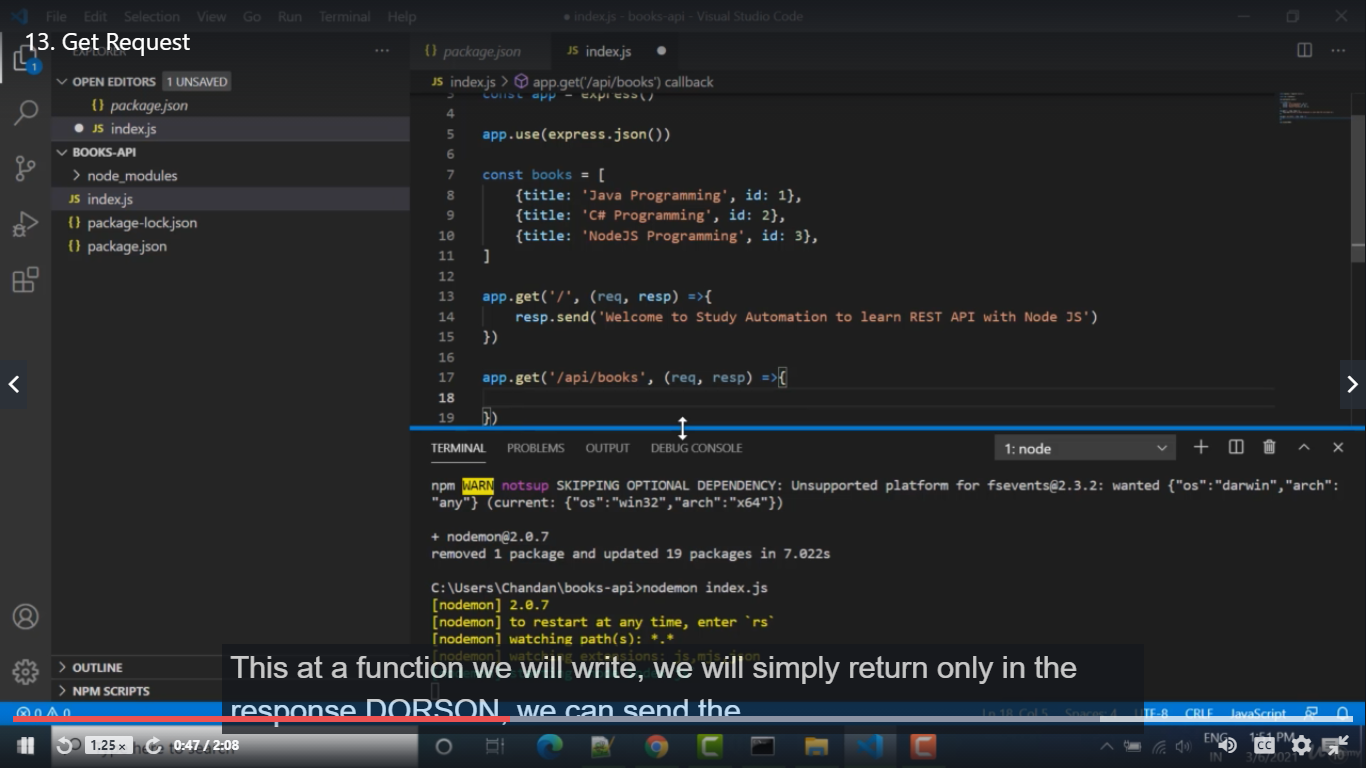 File Edit Selection View Go Run Terminal Help
● index.js - books-api - Visual Studio Code
13. Get Request
EXPLORER
...
{} package.json
JS index.js ●
1
OPEN EDITORS 1 UNSAVED
JS index.js > app.get('/api/books') callback
{} package.json
● JS index.js
BOOKS-API
> node_modules
JS index.js
{} package-lock.json
{} package.json
3 const app = express()
4
5 app.use(express.json())
6
7 const books = [
8 {title: 'Java Programming', id: 1},
9 {title: 'C# Programming', id: 2},
10 {title: 'NodeJS Programming', id: 3},
11 ]
12
13 app.get('/', (req, resp) =>{
14 resp.send('Welcome to Study Automation to learn REST API with Node JS')
15 })
16
17 app.get('/api/books', (req, resp) =>{
18
19 })
TERMINAL PROBLEMS OUTPUT DEBUG CONSOLE
1: node
npm WARN notsup SKIPPING OPTIONAL DEPENDENCY: Unsupported platform for fsevents@2.3.2: wanted {"os":"darwin","arch":
"any"} (current: {"os":"win32","arch":"x64"})
+ nodemon@2.0.7
removed 1 package and updated 19 packages in 7.022s
C:\Users\Chandan\books-api>nodemon index.js
[nodemon] 2.0.7
[nodemon] to restart at any time, enter `rs`
[nodemon] watching path(s): *.*
[nodemon] watching extensions: js,mjs,json
> OUTLINE
> NPM SCRIPTS
This at a function we will write, we will simply return only in the
response DORSON, we can send the
0 0
Ln 18, Col 5 Spaces: 4 UTF-8 CRLF JavaScript
1.25 x
0:47 / 2:08
here to search
ENG
IN
1:51 PM
3/6/2021
CC